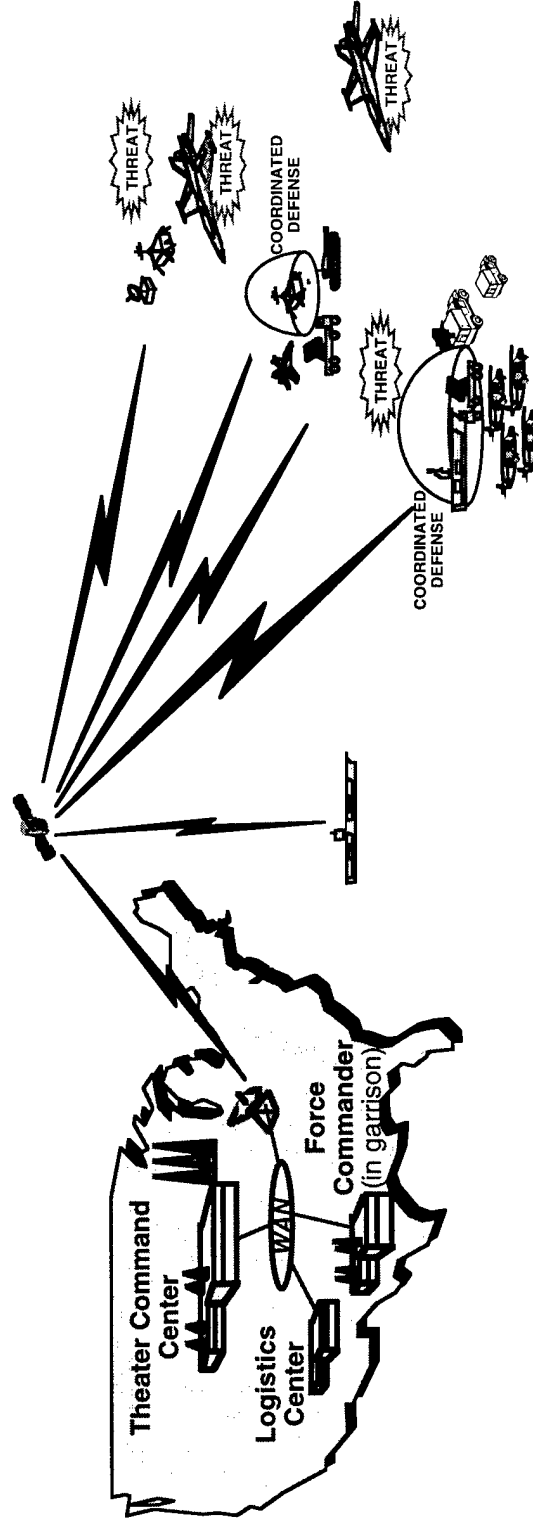 Theater Command
Center
Logistics
Center
WAN
Force
Commander
(in garrison)
THREAT
THREAT
COORDINATED
DEFENSE
THREAT
COORDINATED
DEFENSE
THREAT